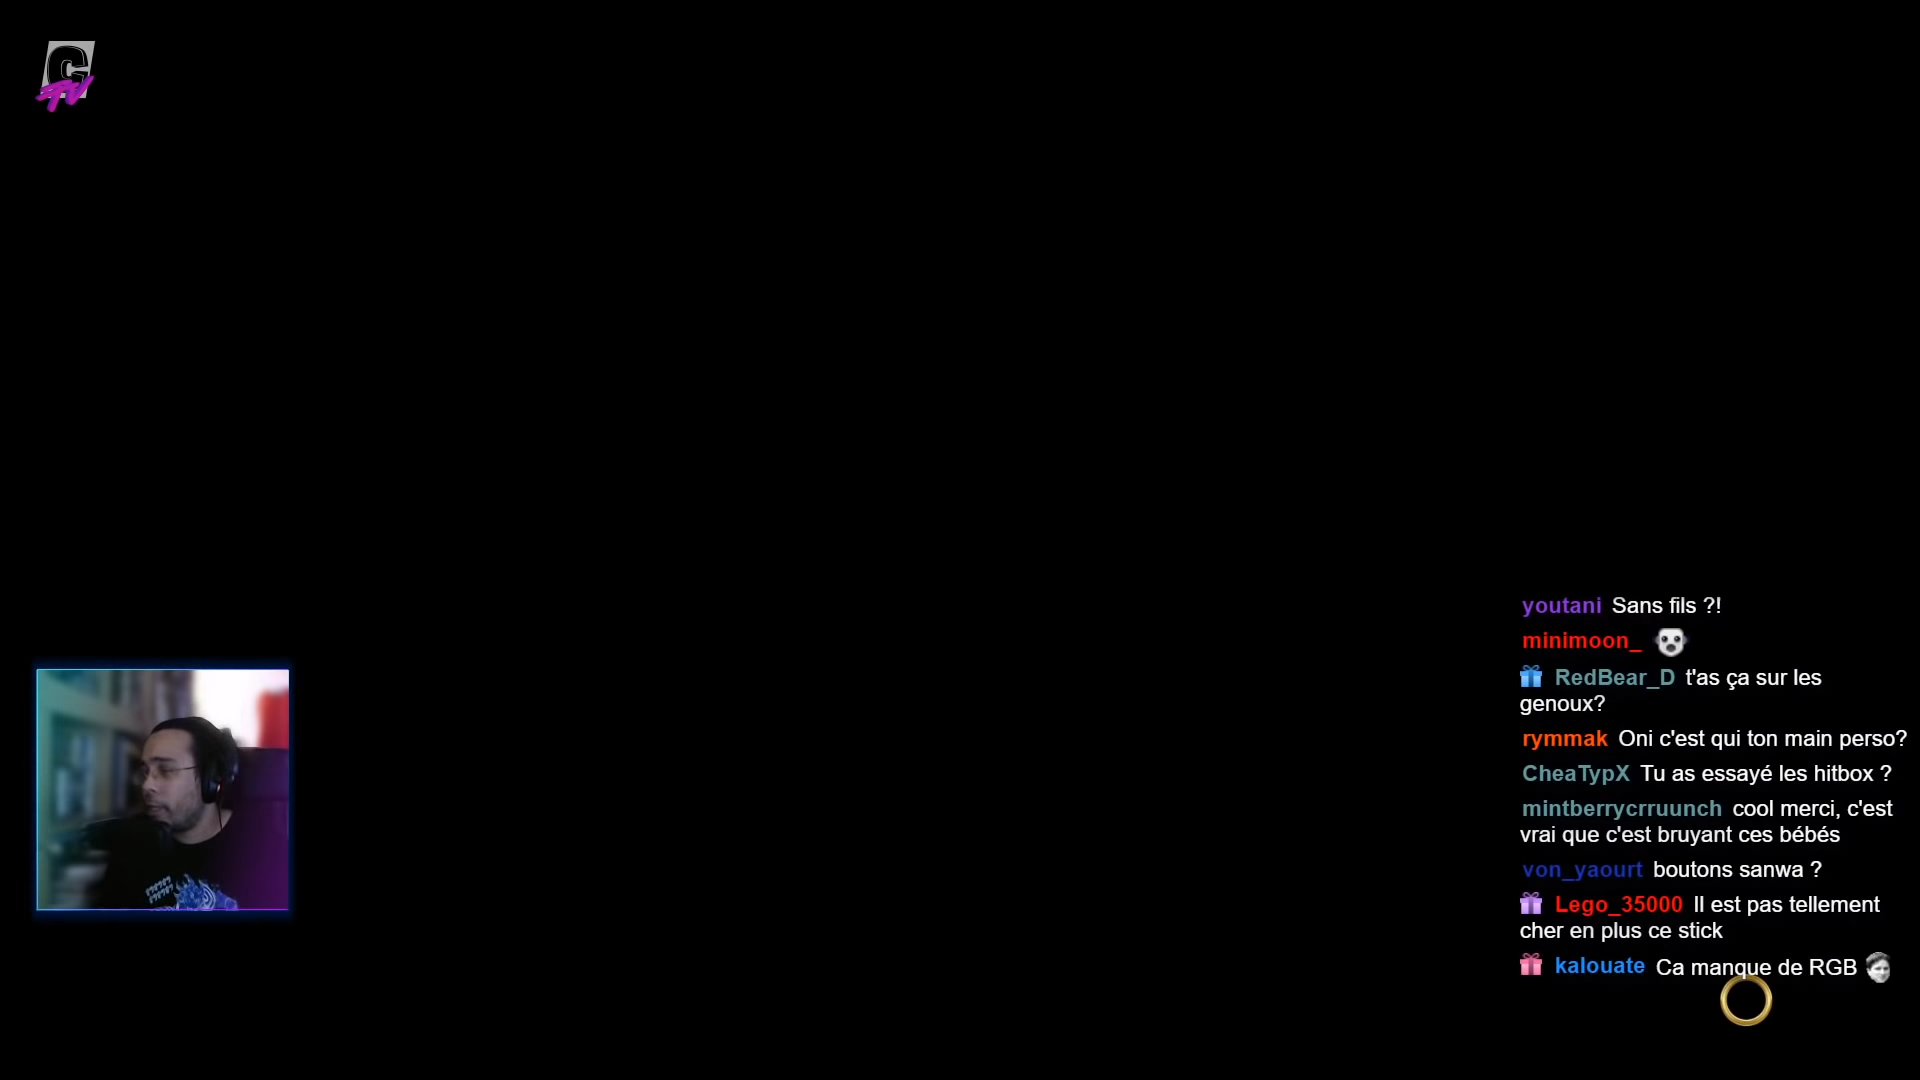 C
TV
youtani Sans fils ?!
minimoon_
RedBear_D t'as ça sur les
genoux?
rymmak Oni c'est qui ton main perso?
CheaTypX Tu as essayé les hitbox ?
mintberrycrruunch cool merci, c'est
vrai que c'est bruyant ces bébés
von_yaourt boutons sanwa ?
Lego_35000 Il est pas tellement
cher en plus ce stick
kalouate Ca manque de RGB